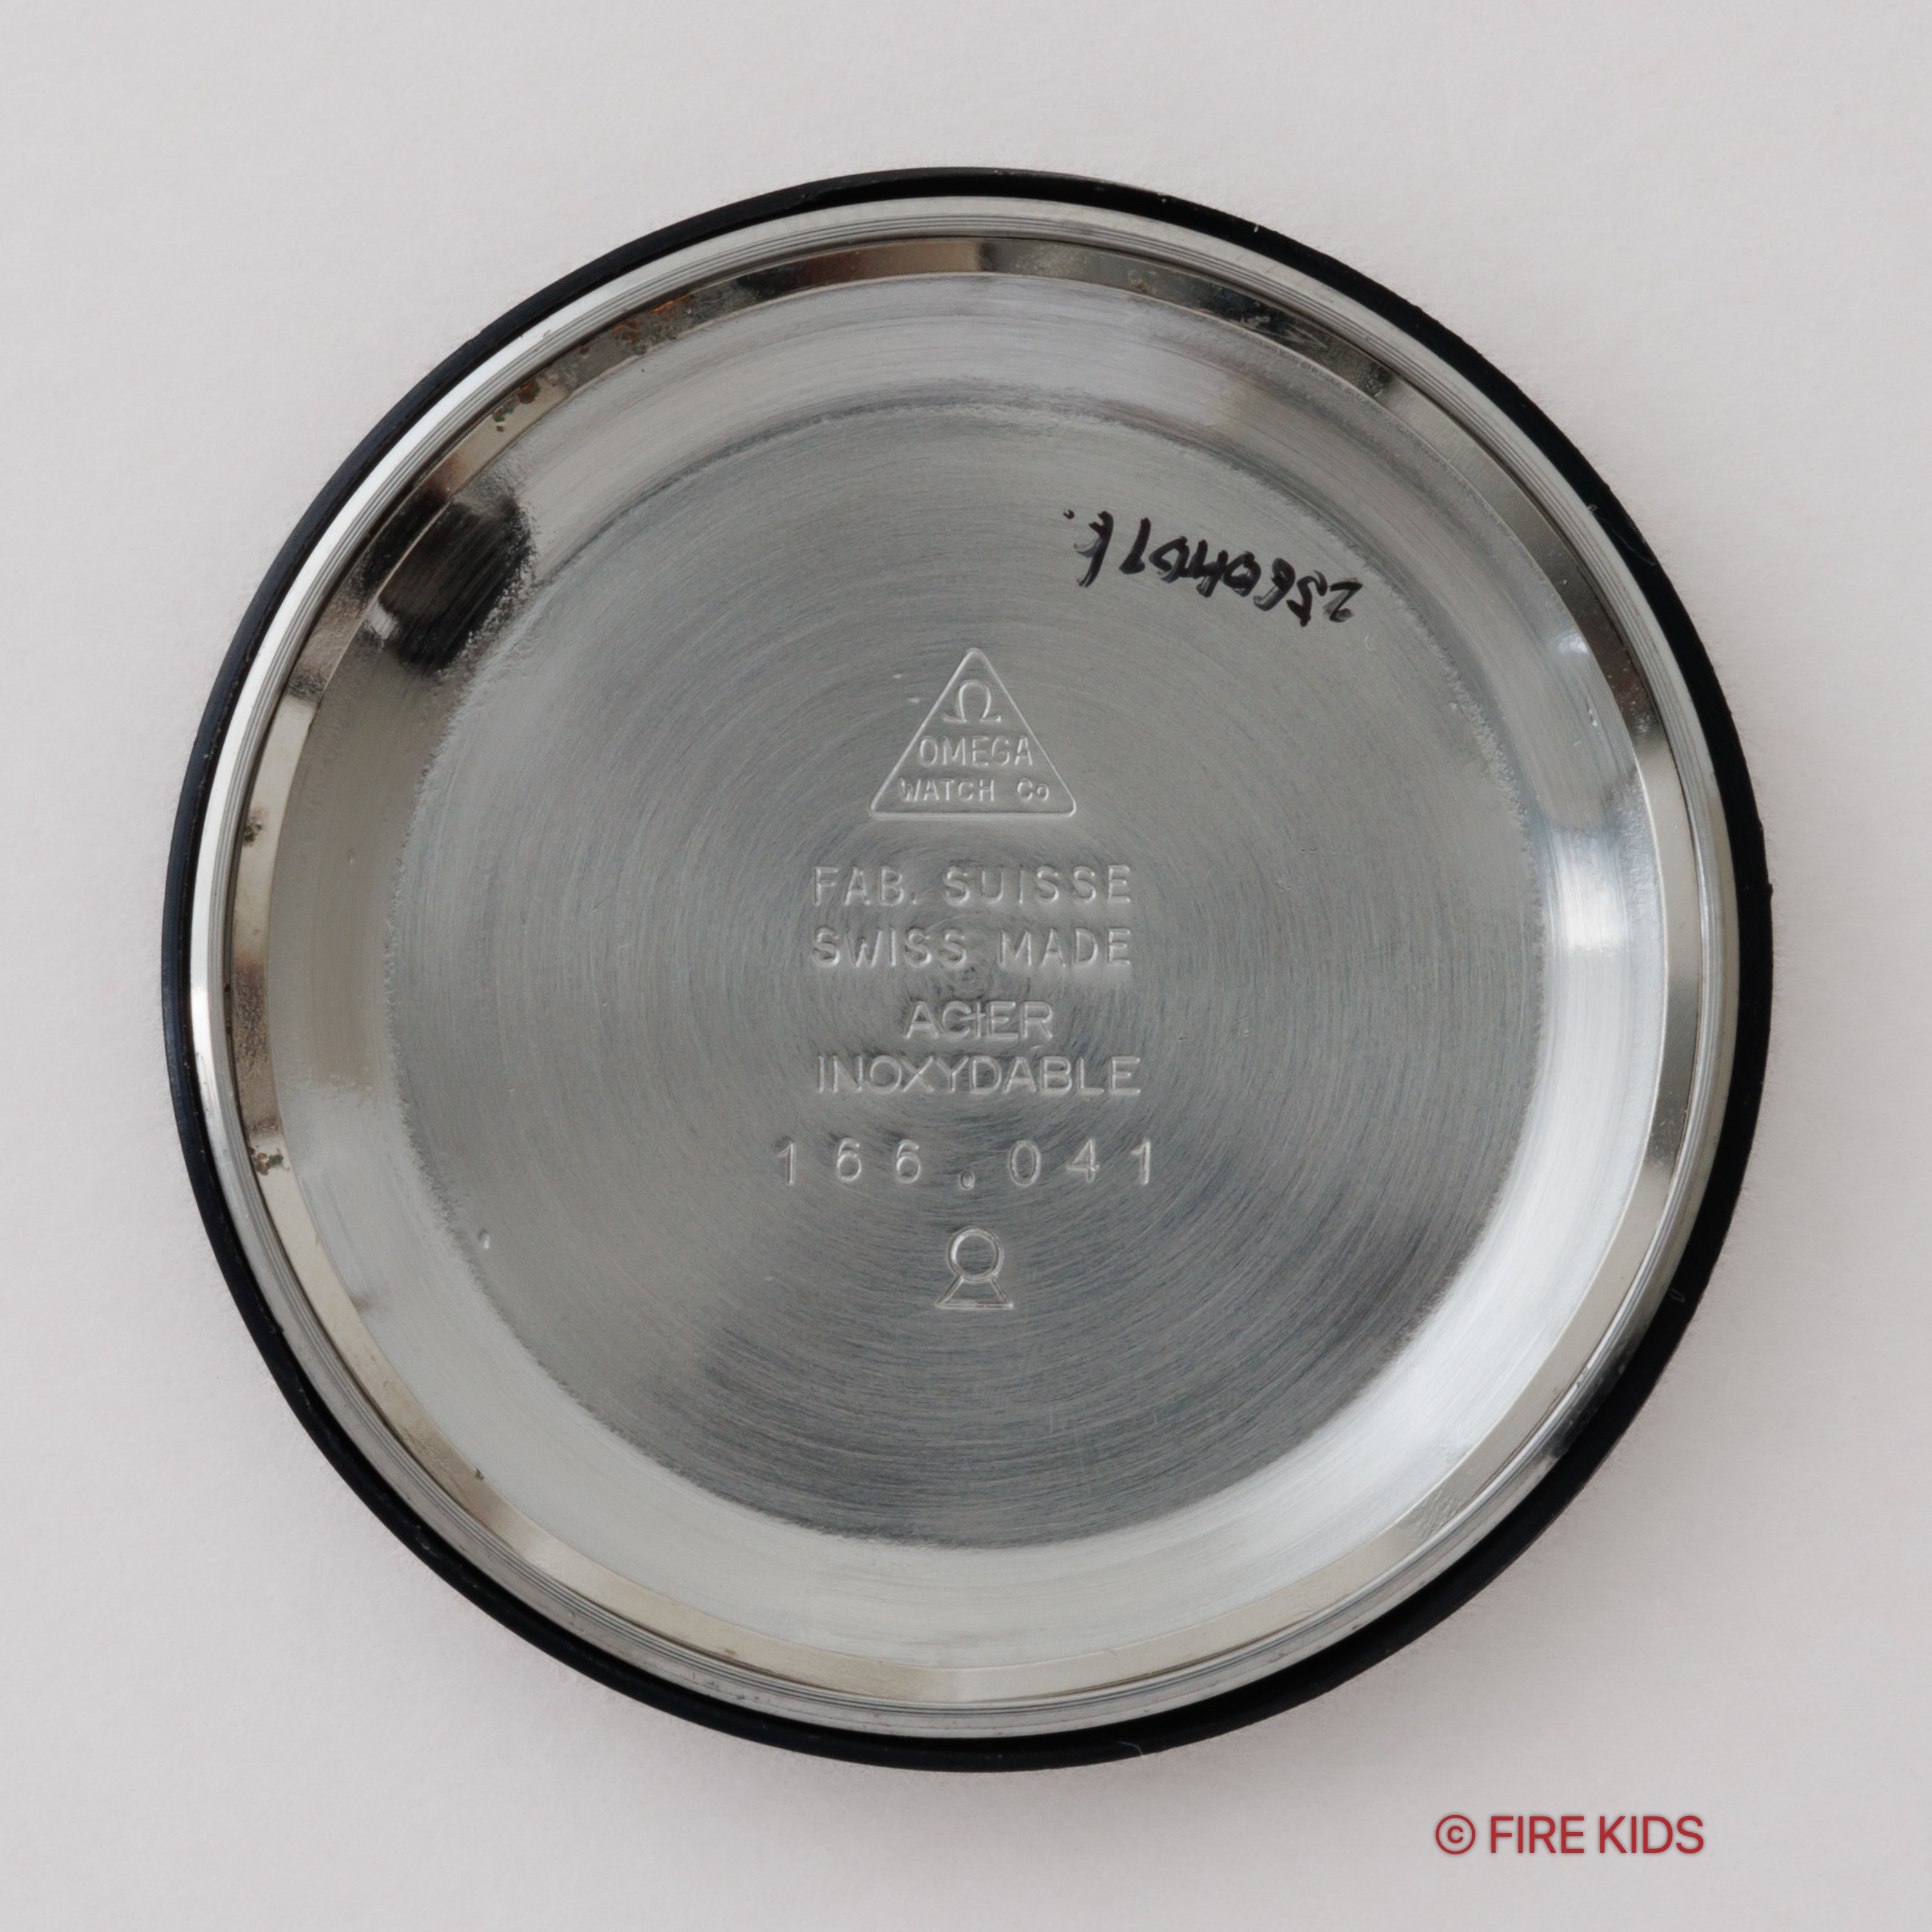 Ω
OMEGA
WATCH Co
FAB. SUISSE
SWISS MADE
ACIER
INOXYDABLE
166.041
© FIRE KIDS